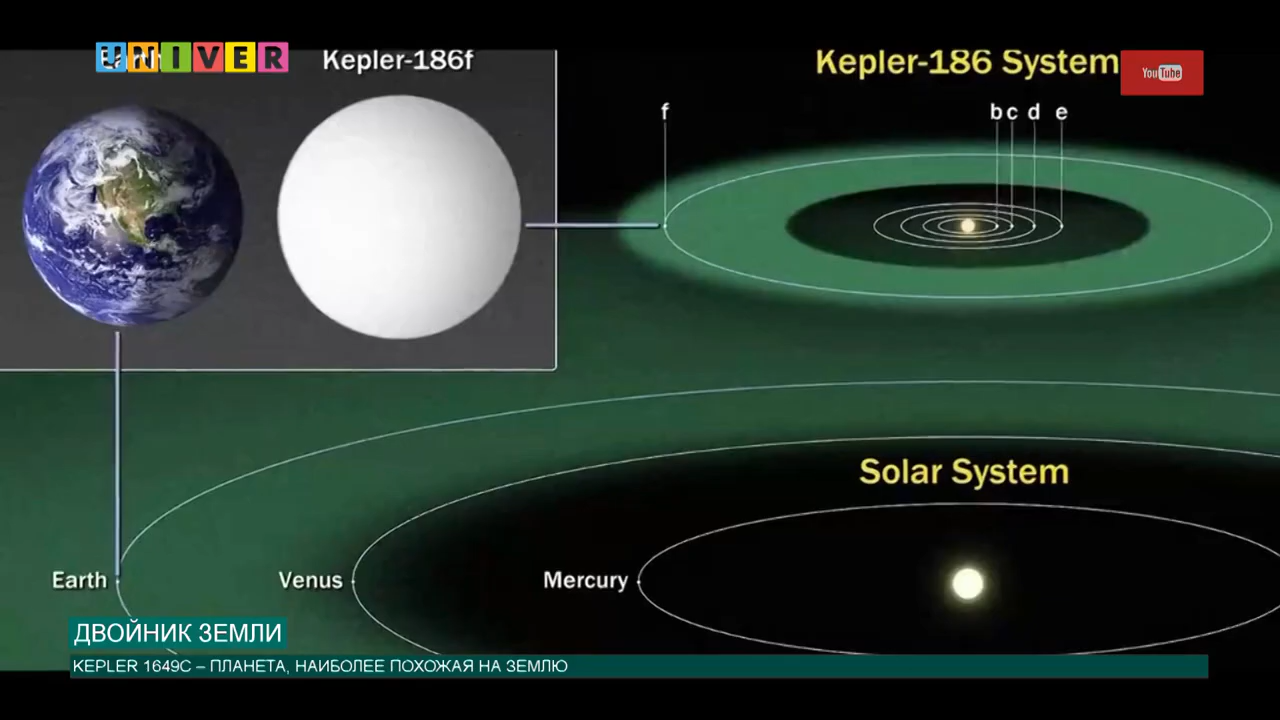 UNIVER
Earth
Kepler-186f
Kepler-186 System
YouTube
f
b c d e
Solar System
Earth
Venus
Mercury
ДВОЙНИК ЗЕМЛИ
KEPLER 1649C – ПЛАНЕТА, НАИБОЛЕЕ ПОХОЖАЯ НА ЗЕМЛЮ